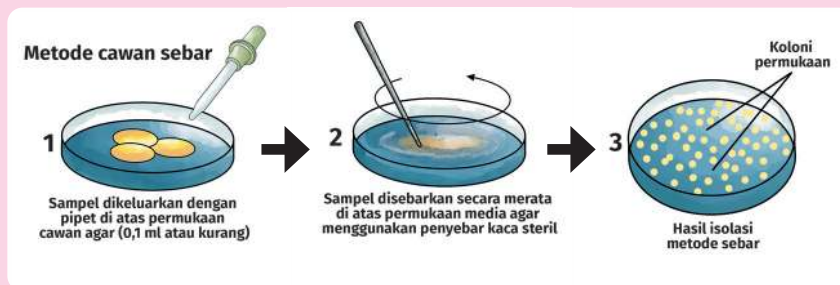 Metode cawan sebar
1
Sampel dikeluarkan dengan
pipet di atas permukaan
cawan agar (0,1 ml atau kurang)
2
Sampel disebarkan secara merata
di atas permukaan media agar
menggunakan penyebar kaca steril
Koloni
permukaan
3
Hasil isolasi
metode sebar